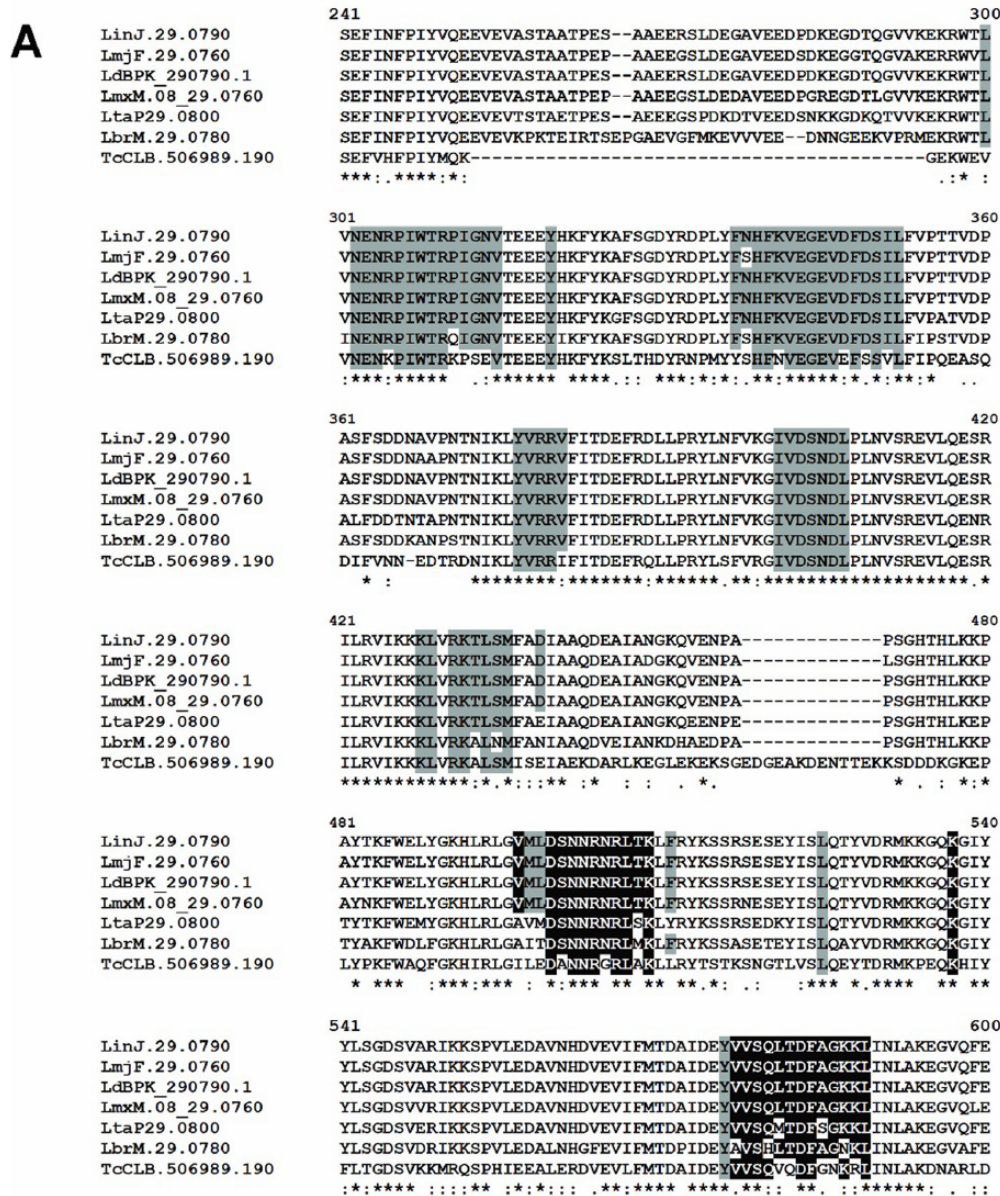 A
241 300
LinJ.29.0790 SEFINFPIYVQEEVEVASTAATPES--AAEERSLDEGAVEEDPDKEGDTQGVVKEKRWTL
LmjF.29.0760 SEFINFPIYVQEEVEVASTAATPES--AAKERSLDEGAVEEDSDKEGGTQGVVKEKRWVL
LdBPK_290790.1 SEFINFPIYVQEEVEVASTAATPES--AAEERSLDEGAVEEDPDKEGDTQGVVKEKRWTL
LmxM.08_29.0760 SEFINFPIYVQEEVEVASTAATPEP--AAEEGSLDEDAVEEDPGREGDTLGVVKEKRWTL
LtaP29.0800 SEFINFPIYVQEEVEVTSTAETPES--AEEEGSPDKDTVEEDSNKKGDTQVVVKEKRWTL
LbrM.29.0780 SEFINFPIYVQEEVEVKPKTEIRTSEPGAEVGFMKEVVVEE--DNNGEEKVPRMEKRWTL
TcCLB.506989.190 SEFVHFPIYMQK------------------------------------------GEKWEV
***:.****:*: .:* :
301 360
LinJ.29.0790 VNENRPIWTRPIGNVTEEEYHKFYKAFSGDYRDPLYFNHFKVEGEVDFDSILFVPTTVDP
LmjF.29.0760 VNENRPIWTRPIGNVTEEEYHKFYKAFSGDYRDPLYFSHFKVEGEVDFDSILFVPTTVDP
LdBPK_290790.1 VNENRPIWTRPIGNVTEEEYHKFYKAFSGDYRDPLYFNHFKVEGEVDFDSILFVPTTVDP
LmxM.08_29.0760 VNENRPIWTRPIGNVTEEEYHKFYKAFSGDYRDPLYFNHFKVEGEVDFDSILFVPTTVDP
LtaP29.0800 VNENRPIWTRPIGNVTEEEYHKFYKGFSGDYRDPLYFNHFKVEGEVDFDSILFVPATVDP
LbrM.29.0780 INENRPIWTRQIGNVTEEEYIKFYKAFSGDYRDPLYFSHFKVEGEVDFDSILFIPSTVDP
TcCLB.506989.190 VNENKPIWTRKPSEVTEEEYHKFYKSLTHDYRNPMYYSHFNVEGEVEFSSVLFIPQEASQ
:***:***** .:****** ****.:: ***:*:*:.**:*****:*.*:**:* ..
361 420
LinJ.29.0790 ASFSDDNAVPNTNIKLYVRRVFITDEFRDLLPRYLNFVKGIVDSNDLPLNVSREVLQESR
LmjF.29.0760 ASFSDDNAAPNTNIKLYVRRVFITDEFRDLLPRYLNFVKGIVDSNDLPLNVSREVLQESR
LdBPK_290790.1 ASFSDDNAVPNTNIKLYVRRVFITDEFRDLLPRYLNFVKGIVDSNDLPLNVSREVLQESR
LmxM.08_29.0760 ASFSDDNAVPNTNIKLYVRRVFITDEFRDLLPRYLNFVKGIVDSNDLPLNVSREVLQESR
LtaP29.0800 ALFDDTNTAPNTNIKLYVRRVFITDEFRDLLPRYLNFVKGIVDSNDLPLNVSREVLQENR
LbrM.29.0780 ASFSDDKANPSTNIKLYVRRVFITDEFRDLLPRYLNFVKGIVDSNDLPLNVSREVLQESR
TcCLB.506989.190 DIFVNN-EDTRDNIKLYVRRIFITDEFRQLLPRYLSFVRGIVDSNDLPLNVSREVLQESR
* : ********:*******:******.**:*******************.*
421 480
LinJ.29.0790 ILRVIKKKLVRKTLSMFADIAAQDEAIANGKQVENPA-------------PSGHTHLKKP
LmjF.29.0760 ILRVIKKKLVRKTLSMFADIAAQDEAIADGKQVENPA-------------LSGHTHLKKP
LdBPK_290790.1 ILRVIKKKLVRKTLSMFADIAAQDEAIANGKQVENPA-------------PSGHTHLKKP
LmxM.08_29.0760 ILRVIKKKLVRKTLSMFADIAAQDEAIANGKQVENPA-------------PSGHTHLKKP
LtaP29.0800 ILRVIKKKLVRKTLSMFAEIAAQDEAIANGKQEENPE-------------PSGHTHLKEP
LbrM.29.0780 ILRVIKKKLVRKALNMFANIAAQDVEIANKDHAEDPA-------------PSGHTHLKKP
TcCLB.506989.190 ILRVIKKKLVRKALSMISEIAEKDARLKEGLEKEKSGEDGEAKDENTTEKKSDDDKGKEP
************:*.*:::** :* : : . *. * . *:*
481 540
LinJ.29.0790 AYTKFWELYGKHLRLGVMLDSNNRNRLTKLFRYKSSRSESEYISLQTYVDRMKKGQKGIY
LmjF.29.0760 AYTKFWELYGKHLRLGVMLDSNNRNRLTKLFRYKSSRSESEYISLQTYVDRMKKGQKGIY
LdBPK_290790.1 AYTKFWELYGKHLRLGVMLDSNNRNRLTKLFRYKSSRSESEYISLQTYVDRMKKGQKGIY
LmxM.08_29.0760 AYNKFWELYGKHLRLGVMLDSNNRNRLTKLFRYKSSRNESEYISLQTYVDRMKKGQKGIY
LtaP29.0800 TYTKFWEMYGKHLRLGAVMDSNNRNRLSKLYRYKSSRSEDKYISLQTYVDRMKKGQKGIY
LbrM.29.0780 TYAKFWDLFGKHLRLGAITDSNNRNRLMKLFRYKSSASETEYISLQAYVDRMKKGQKGIY
TcCLB.506989.190 LYPKFWAQFGKHLRLGILEDANNRGRLAKLLRYTSTKSNGTLVSLQEYTDRMKPEQKHIY
* *** :******* : *:***.** ** **.*: .: :*** *.**** ** **
541 600
LinJ.29.0790 YLSGDSVARIKKSPVLEDAVNHDVEVIFMTDAIDEYVVSQLTDFAGKKLINLAKEGVQFE
LmjF.29.0760 YLSGDSVARIKKSPVLEDAVNHDVEVIFMTDAIDEYVVSQLTDFAGKKLINLAKEGVQFE
LdBPK_290790.1 YLSGDSVARIKKSPVLEDAVNHDVEVIFMTDAIDEYVVSQLTDFAGKKLINLAKEGVQFE
LmxM.08_29.0760 YLSGDSVVRIKKSPVLEDAVNHDVEVIFMTDAIDEYVVSQLTDFAGKKLINLAKEGVQLE
LtaP29.0800 YLSGDSVERIKKSPVLEDAVNHDVEVIFMTDAIDEYVVSQMTDFSGKKLINLAKEGVQFE
LbrM.29.0780 YLSGDSVDRIKKSPVLEDALNHGFEVIFMTDPIDEYAVSHLTDFAGNKLINLAKEGVAFE
TcCLB.506989.190 FLTGDSVKKMRQSPHIEEALERDVEVLFMTDAIDEYVVSQVQDFGNKRLINLAKDNARLD
:*:**** ::::** :*:*::..**:****.****.**:: **..::******:.. ::